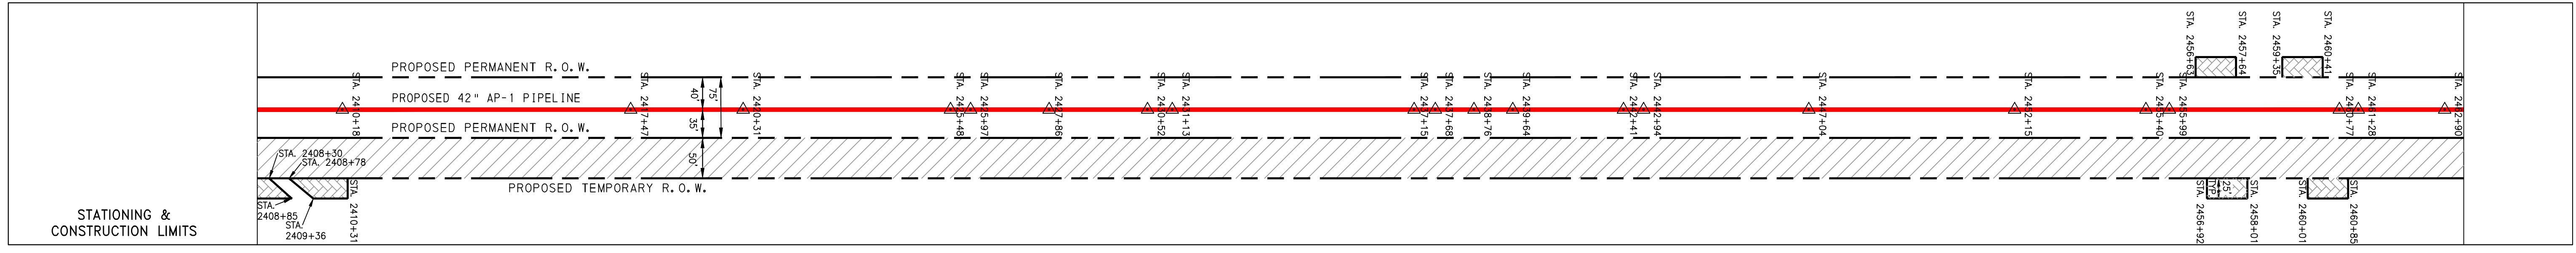 STA. 2456+63
STA. 2457+64
STA. 2459+35
STA. 2460+41
PROPOSED PERMANENT R.O.W.
PROPOSED 42" AP-1 PIPELINE
PROPOSED PERMANENT R.O.W.
STA. 2410+18
STA. 2417+47
40'
75'
35'
50'
STA. 2420+31
STA. 2425+48
STA. 2425+97
STA. 2427+86
STA. 2430+52
STA. 2431+13
STA. 2437+15
STA. 2437+68
STA. 2438+76
STA. 2439+64
STA. 2442+41
STA. 2442+94
STA. 2447+04
STA. 2452+15
STA. 2455+40
STA. 2455+99
STA. 2460+77
STA. 2461+28
STA. 2462+90
STA. 2408+30
STA. 2408+78
PROPOSED TEMPORARY R.O.W.
STA.
2408+85
STA.
2409+36
STA. 2410+31
STA. 2456+92
TYP.
25'
STA. 2458+01
STA. 2460+01
STA. 2460+85
STATIONING &
CONSTRUCTION LIMITS